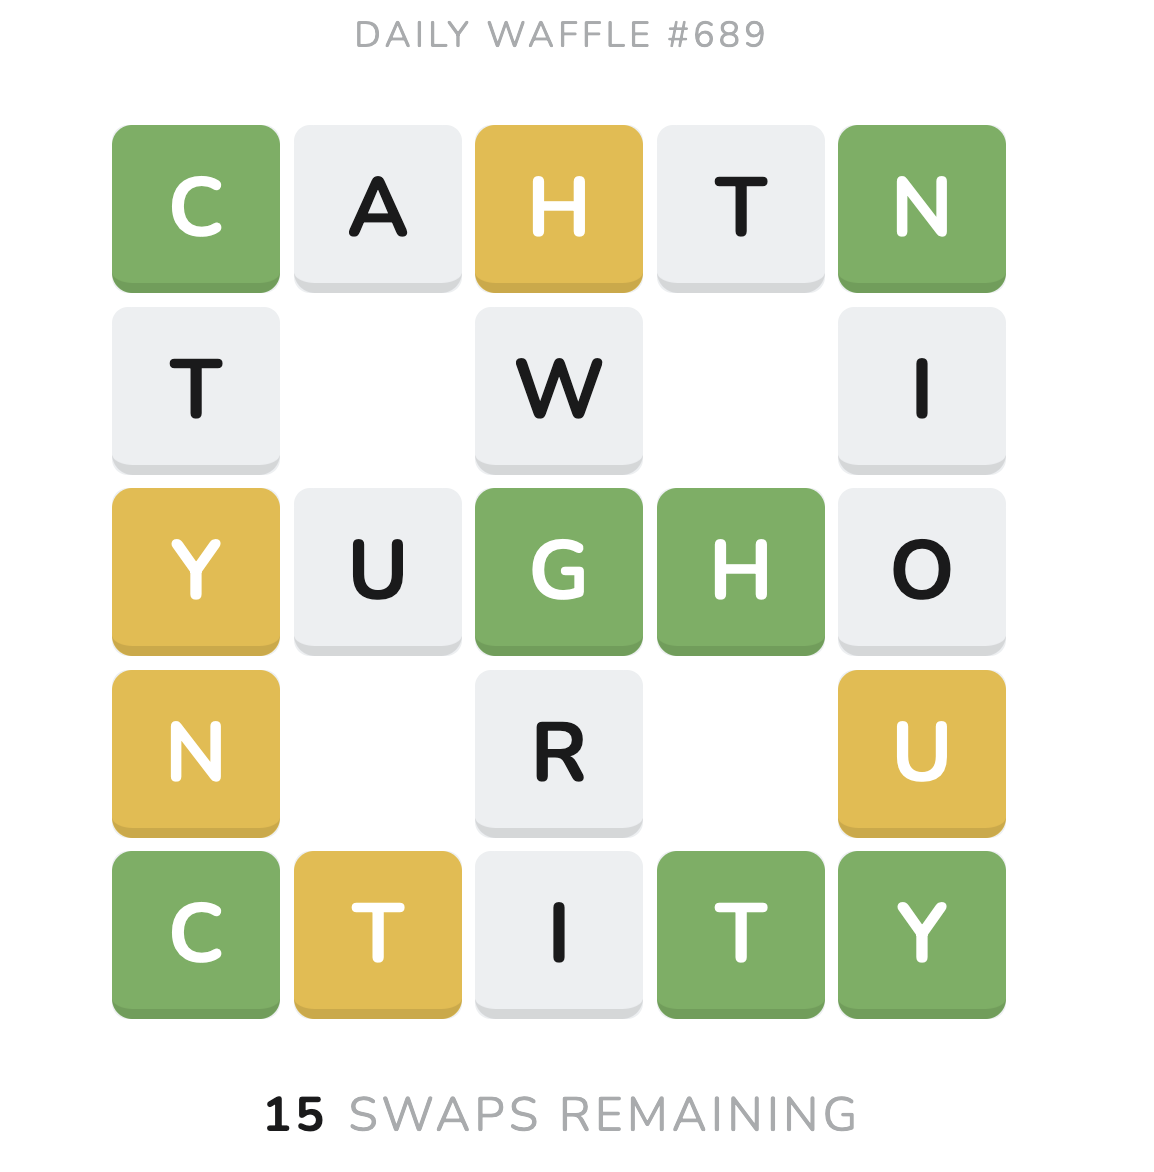 DAILY WAFFLE #689
C A H T N
T W I
Y U G H O
N R U
C T I T Y
15 SWAPS REMAINING